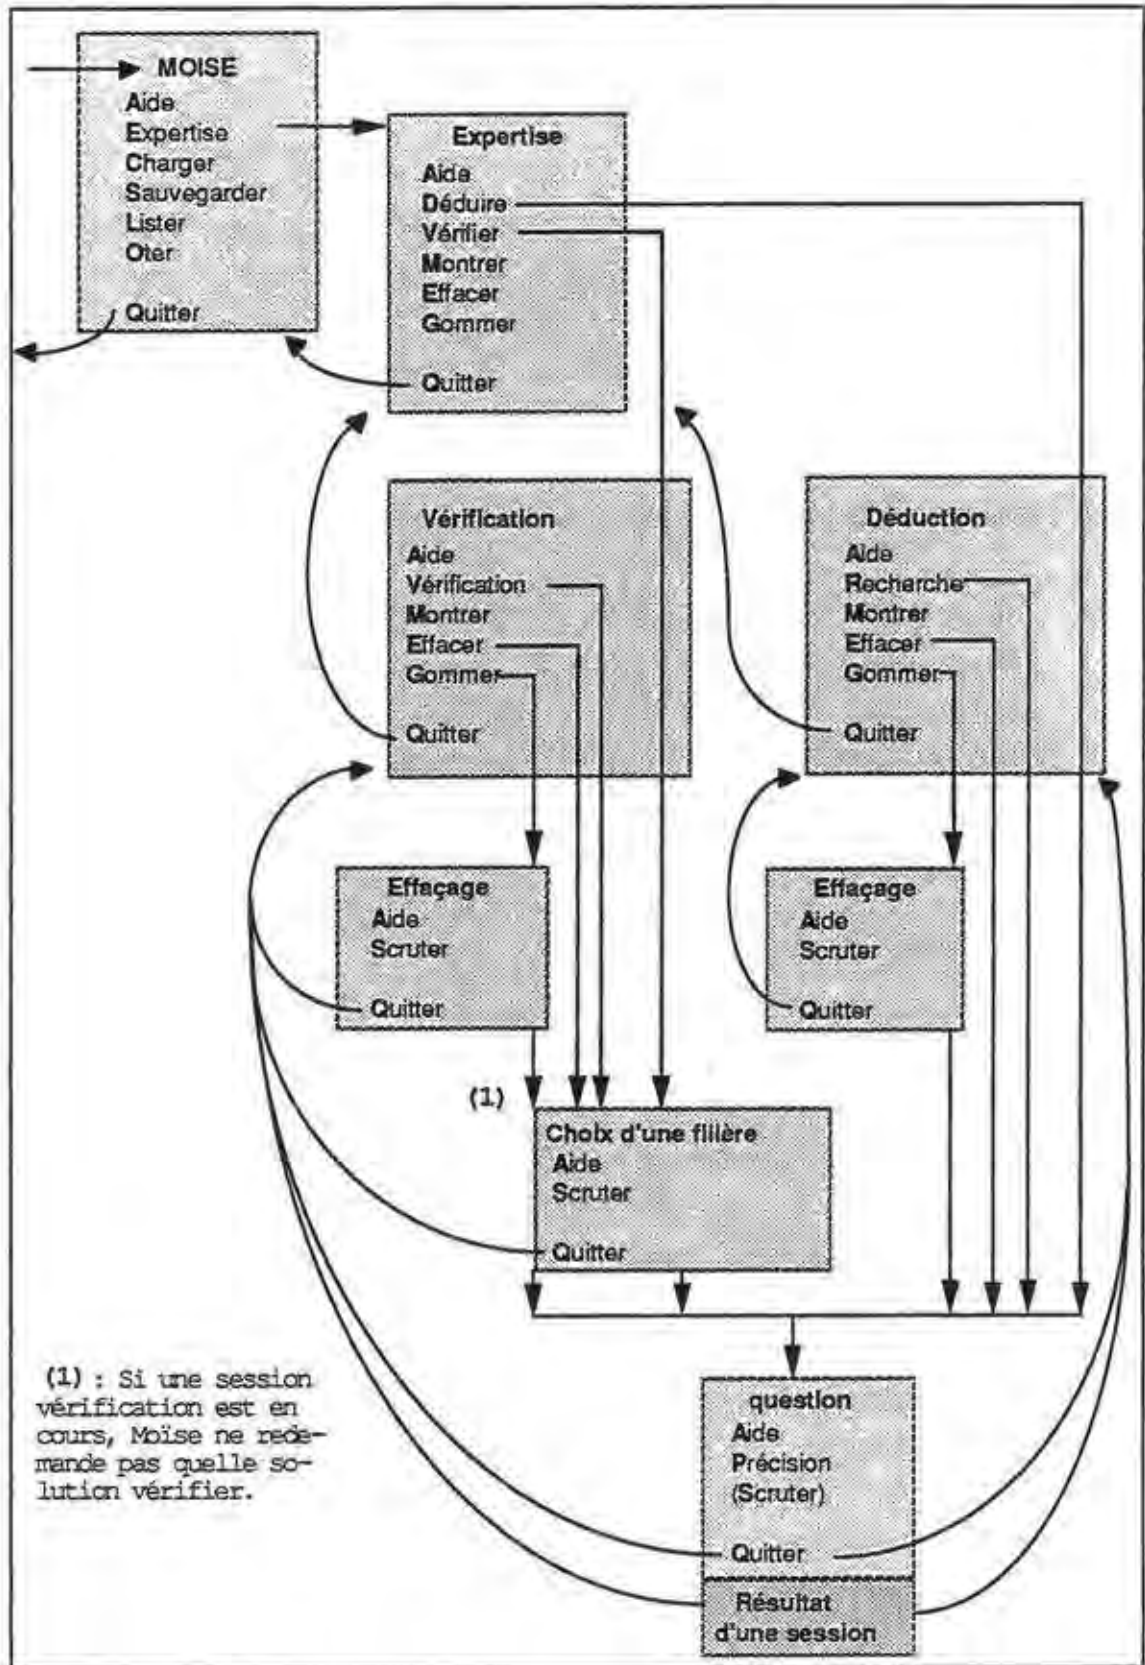 MOISE
Aide
Expertise
Charger
Sauvegarder
Lister
Oter
Quitter
Expertise
Aide
Déduire
Vérifier
Montrer
Effacer
Gommer
Quitter
Vérification
Aide
Vérification
Montrer
Effacer
Gommer
Quitter
Déduction
Aide
Recherche
Montrer
Effacer
Gommer
Quitter
Effaçage
Aide
Scruter
Quitter
Effaçage
Aide
Scruter
Quitter
(1)
Choix d'une filière
Aide
Scruter
Quitter
(1) : Si une session
vérification est en
cours, Moïse ne rede-
mande pas quelle so-
lution vérifier.
question
Aide
Précision
(Scruter)
Quitter
Résultat
d'une session